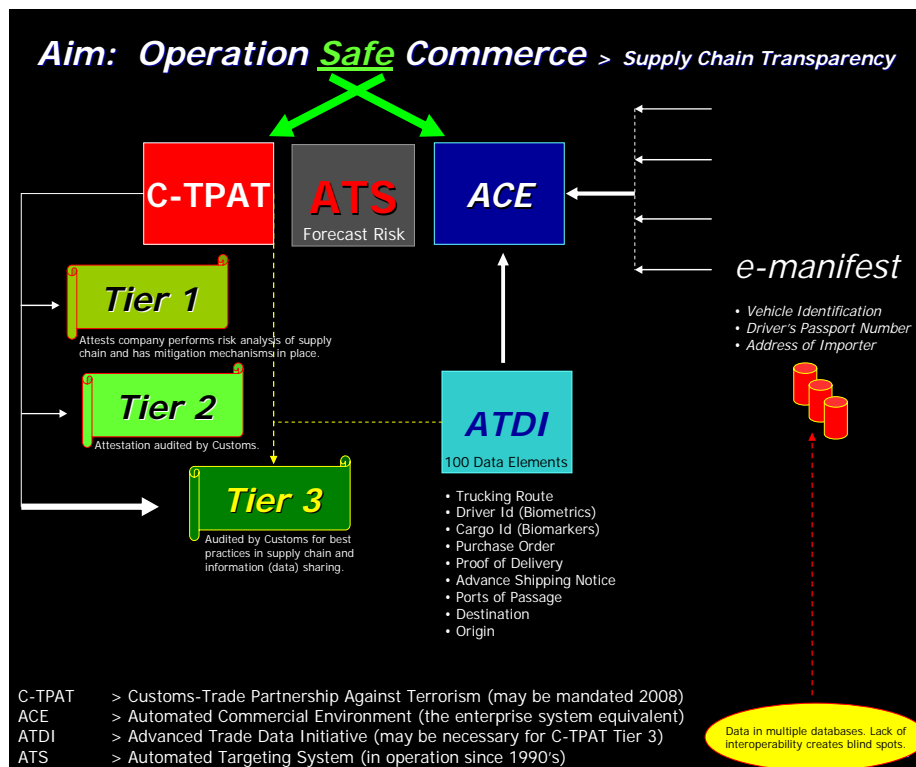 Aim: Operation Safe Commerce > Supply Chain Transparency
C-TPAT
ATS
Forecast Risk
ACE
Tier 1
Attests company performs risk analysis of supply
chain and has mitigation mechanisms in place.
Tier 2
Attestation audited by Customs.
Tier 3
Audited by Customs for best
practices in supply chain and
information (data) sharing.
ATDI
100 Data Elements
• Trucking Route
• Driver Id (Biometrics)
• Cargo Id (Biomarkers)
• Purchase Order
• Proof of Delivery
• Advance Shipping Notice
• Ports of Passage
• Destination
• Origin
e-manifest
• Vehicle Identification
• Driver's Passport Number
• Address of Importer
Data in multiple databases. Lack of
interoperability creates blind spots.
C-TPAT > Customs-Trade Partnership Against Terrorism (may be mandated 2008)
ACE > Automated Commercial Environment (the enterprise system equivalent)
ATDI > Advanced Trade Data Initiative (may be necessary for C-TPAT Tier 3)
ATS > Automated Targeting System (in operation since 1990's)